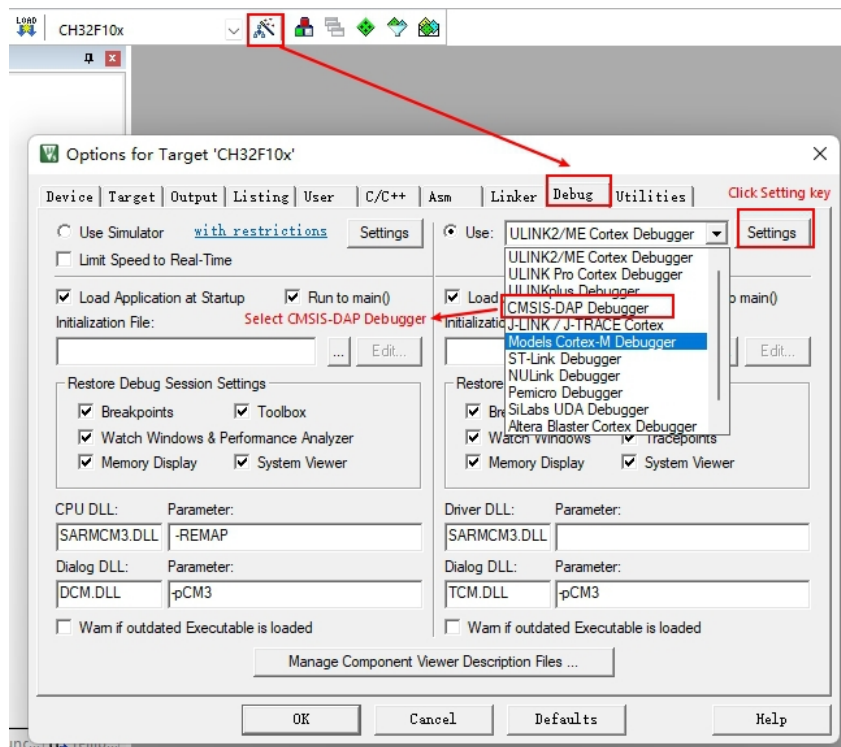 LOAD
CH32F10x
Options for Target 'CH32F10x'
Device Target Output Listing User C/C++ Asm Linker Debug Utilities
Click Setting key
Use Simulator with restrictions Settings
Use: ULINK2/ME Cortex Debugger Settings
Limit Speed to Real-Time
ULINK2/ME Cortex Debugger
ULINK Pro Cortex Debugger
ULINKplus Debugger
CMSIS-DAP Debugger
J-LINK / J-TRACE Cortex
Models Cortex-M Debugger
ST-Link Debugger
NULink Debugger
Pemicro Debugger
SiLabs UDA Debugger
Altera Blaster Cortex Debugger
Load Application at Startup Run to main()
Load main()
Select CMSIS-DAP Debugger
Initialization File:
... Edit...
Edit...
Restore Debug Session Settings
Restore
Breakpoints Toolbox
Watch Windows & Performance Analyzer
Watch Windows Tracepoints
Memory Display System Viewer
Memory Display System Viewer
CPU DLL: Parameter:
SARMCM3.DLL -REMAP
Dialog DLL: Parameter:
DCM.DLL -pCM3
Warn if outdated Executable is loaded
Driver DLL: Parameter:
SARMCM3.DLL
Dialog DLL: Parameter:
TCM.DLL -pCM3
Warn if outdated Executable is loaded
Manage Component Viewer Description Files ...
OK Cancel Defaults Help